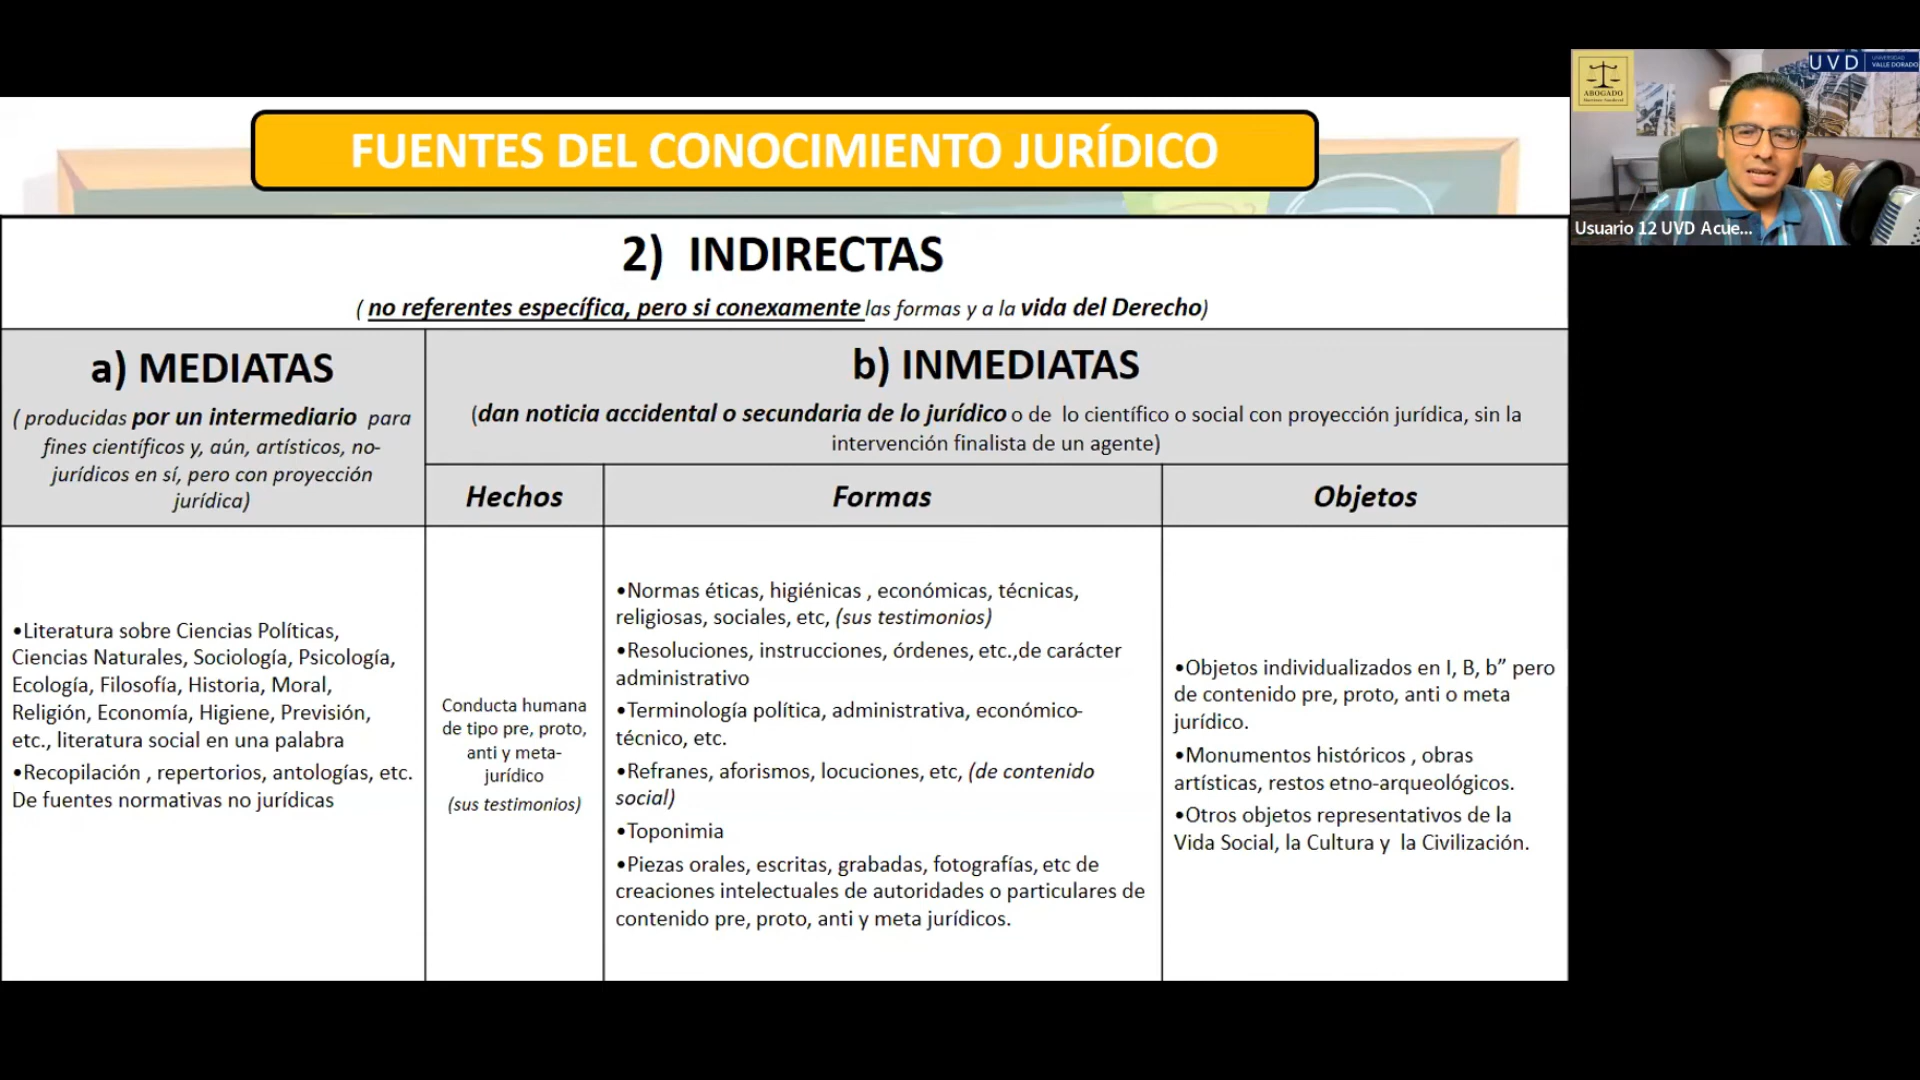 FUENTES DEL CONOCIMIENTO JURÍDICO
2) INDIRECTAS
( no referentes específica, pero si conexamente las formas y a la vida del Derecho)
a) MEDIATAS
( producidas por un intermediario para
fines científicos y, aún, artísticos, no-
jurídicos en sí, pero con proyección
jurídica)
b) INMEDIATAS
(dan noticia accidental o secundaria de lo jurídico o de lo científico o social con proyección jurídica, sin la
intervención finalista de un agente)
Hechos
Formas
Objetos
•Literatura sobre Ciencias Políticas,
Ciencias Naturales, Sociología, Psicología,
Ecología, Filosofía, Historia, Moral,
Religión, Economía, Higiene, Previsión,
etc., literatura social en una palabra
•Recopilación , repertorios, antologías, etc.
De fuentes normativas no jurídicas
Conducta humana
de tipo pre, proto,
anti y meta-
jurídico
(sus testimonios)
•Normas éticas, higiénicas , económicas, técnicas,
religiosas, sociales, etc, (sus testimonios)
•Resoluciones, instrucciones, órdenes, etc.,de carácter
administrativo
•Terminología política, administrativa, económico-
técnico, etc.
•Refranes, aforismos, locuciones, etc, (de contenido
social)
•Toponimia
•Piezas orales, escritas, grabadas, fotografías, etc de
creaciones intelectuales de autoridades o particulares de
contenido pre, proto, anti y meta jurídicos.
•Objetos individualizados en I, B, b” pero
de contenido pre, proto, anti o meta
jurídico.
•Monumentos históricos , obras
artísticas, restos etno-arqueológicos.
•Otros objetos representativos de la
Vida Social, la Cultura y la Civilización.
ABOGADO
UVD
UNIVERSIDAD
VALLE DORADO
Usuario 12 UVD Acue...